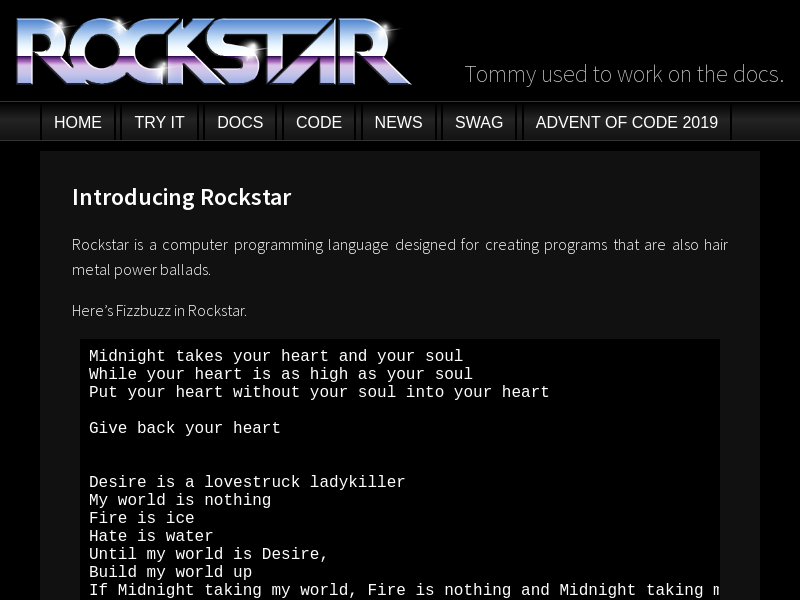 ROCKSTAR
Tommy used to work on the docs.
HOME TRY IT DOCS CODE NEWS SWAG ADVENT OF CODE 2019
Introducing Rockstar
Rockstar is a computer programming language designed for creating programs that are also hair
metal power ballads.
Here’s Fizzbuzz in Rockstar.
Midnight takes your heart and your soul
While your heart is as high as your soul
Put your heart without your soul into your heart
Give back your heart
Desire is a lovestruck ladykiller
My world is nothing
Fire is ice
Hate is water
Until my world is Desire,
Build my world up
If Midnight taking my world, Fire is nothing and Midnight taking